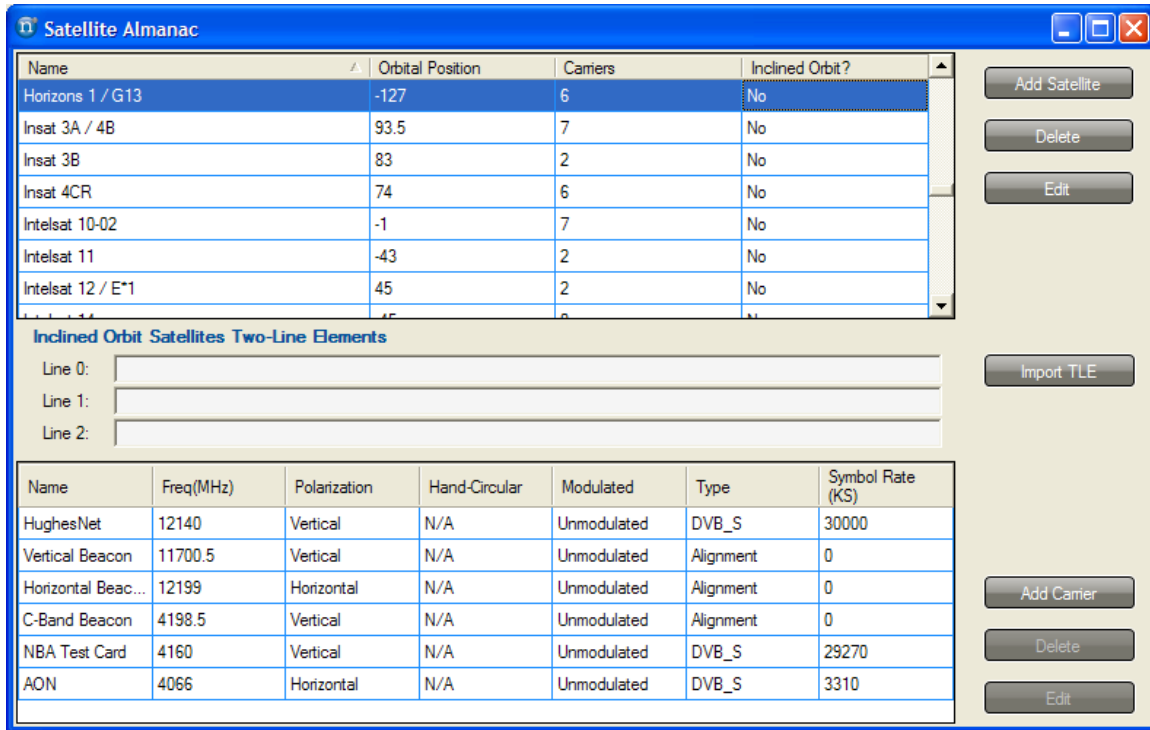 n Satellite Almanac
Name Orbital Position Carriers Inclined Orbit?
Horizons 1 / G13 -127 6 No
Insat 3A / 4B 93.5 7 No
Insat 3B 83 2 No
Insat 4CR 74 6 No
Intelsat 10-02 -1 7 No
Intelsat 11 -43 2 No
Intelsat 12 / E*1 45 2 No
Add Satellite
Delete
Edit
Inclined Orbit Satellites Two-Line Elements
Line 0:
Line 1:
Line 2:
Import TLE
Name Freq(MHz) Polarization Hand-Circular Modulated Type Symbol Rate (KS)
HughesNet 12140 Vertical N/A Unmodulated DVB_S 30000
Vertical Beacon 11700.5 Vertical N/A Unmodulated Alignment 0
Horizontal Beac... 12199 Horizontal N/A Unmodulated Alignment 0
C-Band Beacon 4198.5 Vertical N/A Unmodulated Alignment 0
NBA Test Card 4160 Vertical N/A Unmodulated DVB_S 29270
AON 4066 Horizontal N/A Unmodulated DVB_S 3310
Add Carrier
Delete
Edit